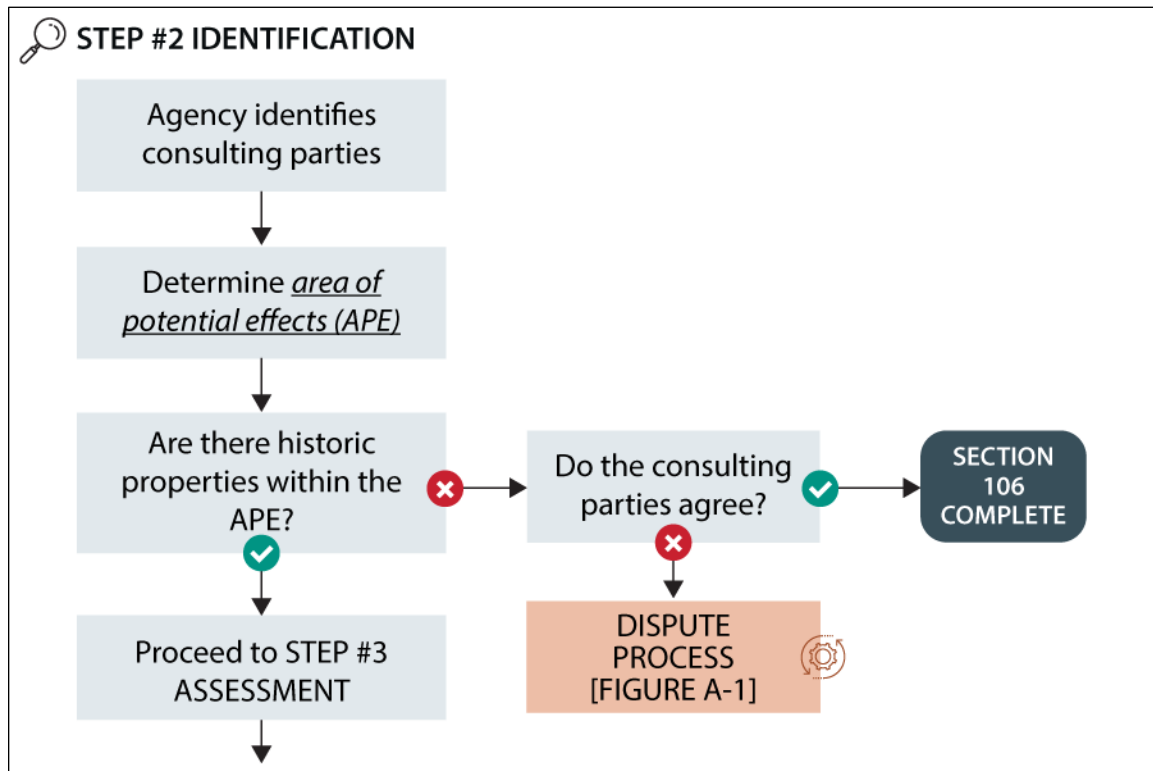 STEP #2 IDENTIFICATION
Agency identifies
consulting parties
Determine area of
potential effects (APE)
Are there historic
properties within the
APE?
Do the consulting
parties agree?
SECTION
106
COMPLETE
Proceed to STEP #3
ASSESSMENT
DISPUTE
PROCESS
[FIGURE A-1]